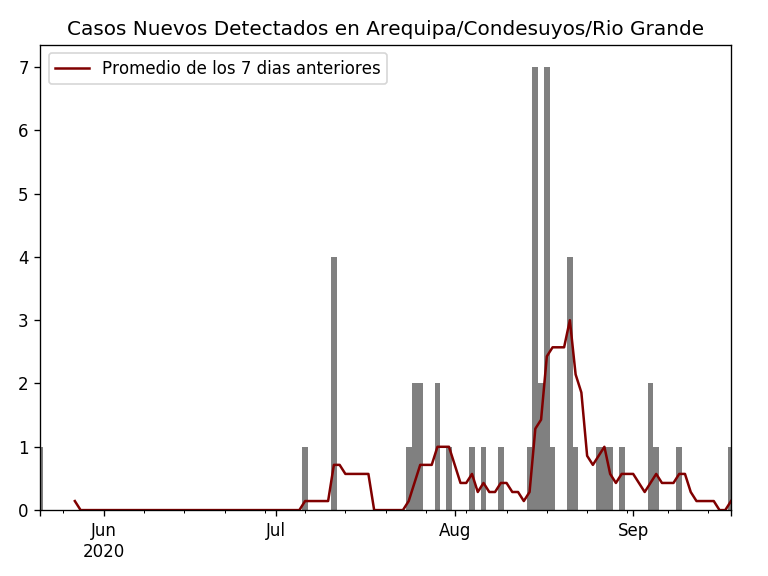 Casos Nuevos Detectados en Arequipa/Condesuyos/Rio Grande
Promedio de los 7 dias anteriores
7
6
5
4
3
2
1
0
Jun
2020
Jul
Aug
Sep